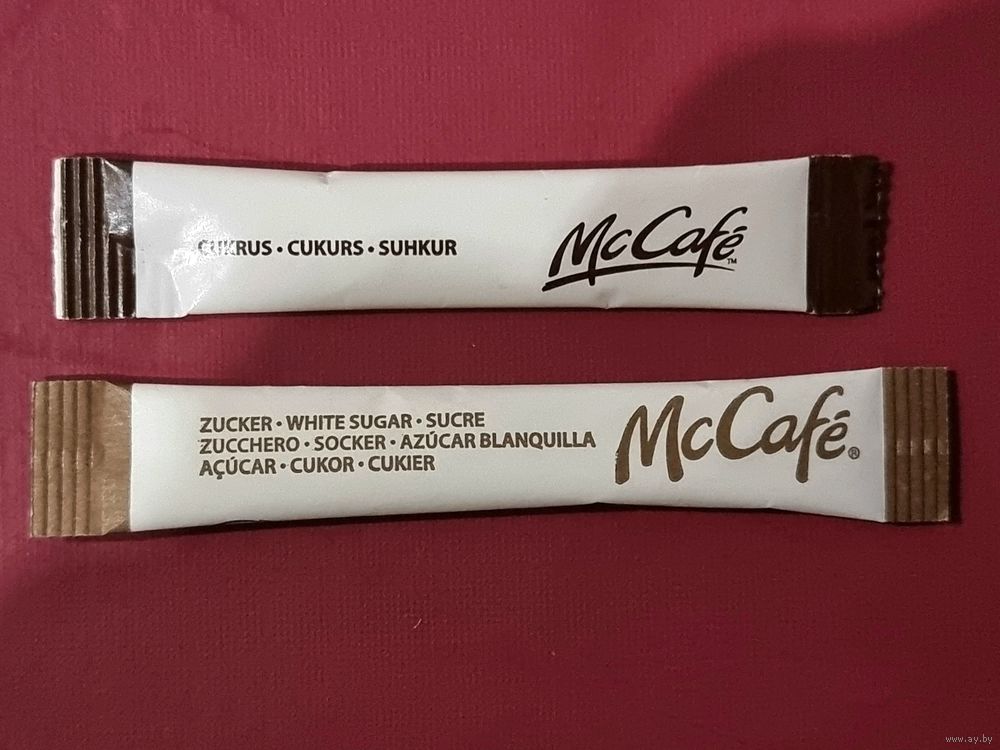 CUKRUS • CUKURS • SUHKUR
McCafé™
ZUCKER • WHITE SUGAR • SUCRE
ZUCCHERO • SOCKER • AZÚCAR BLANQUILLA
AÇÚCAR • CUKOR • CUKIER
McCafé®
www.ay.by